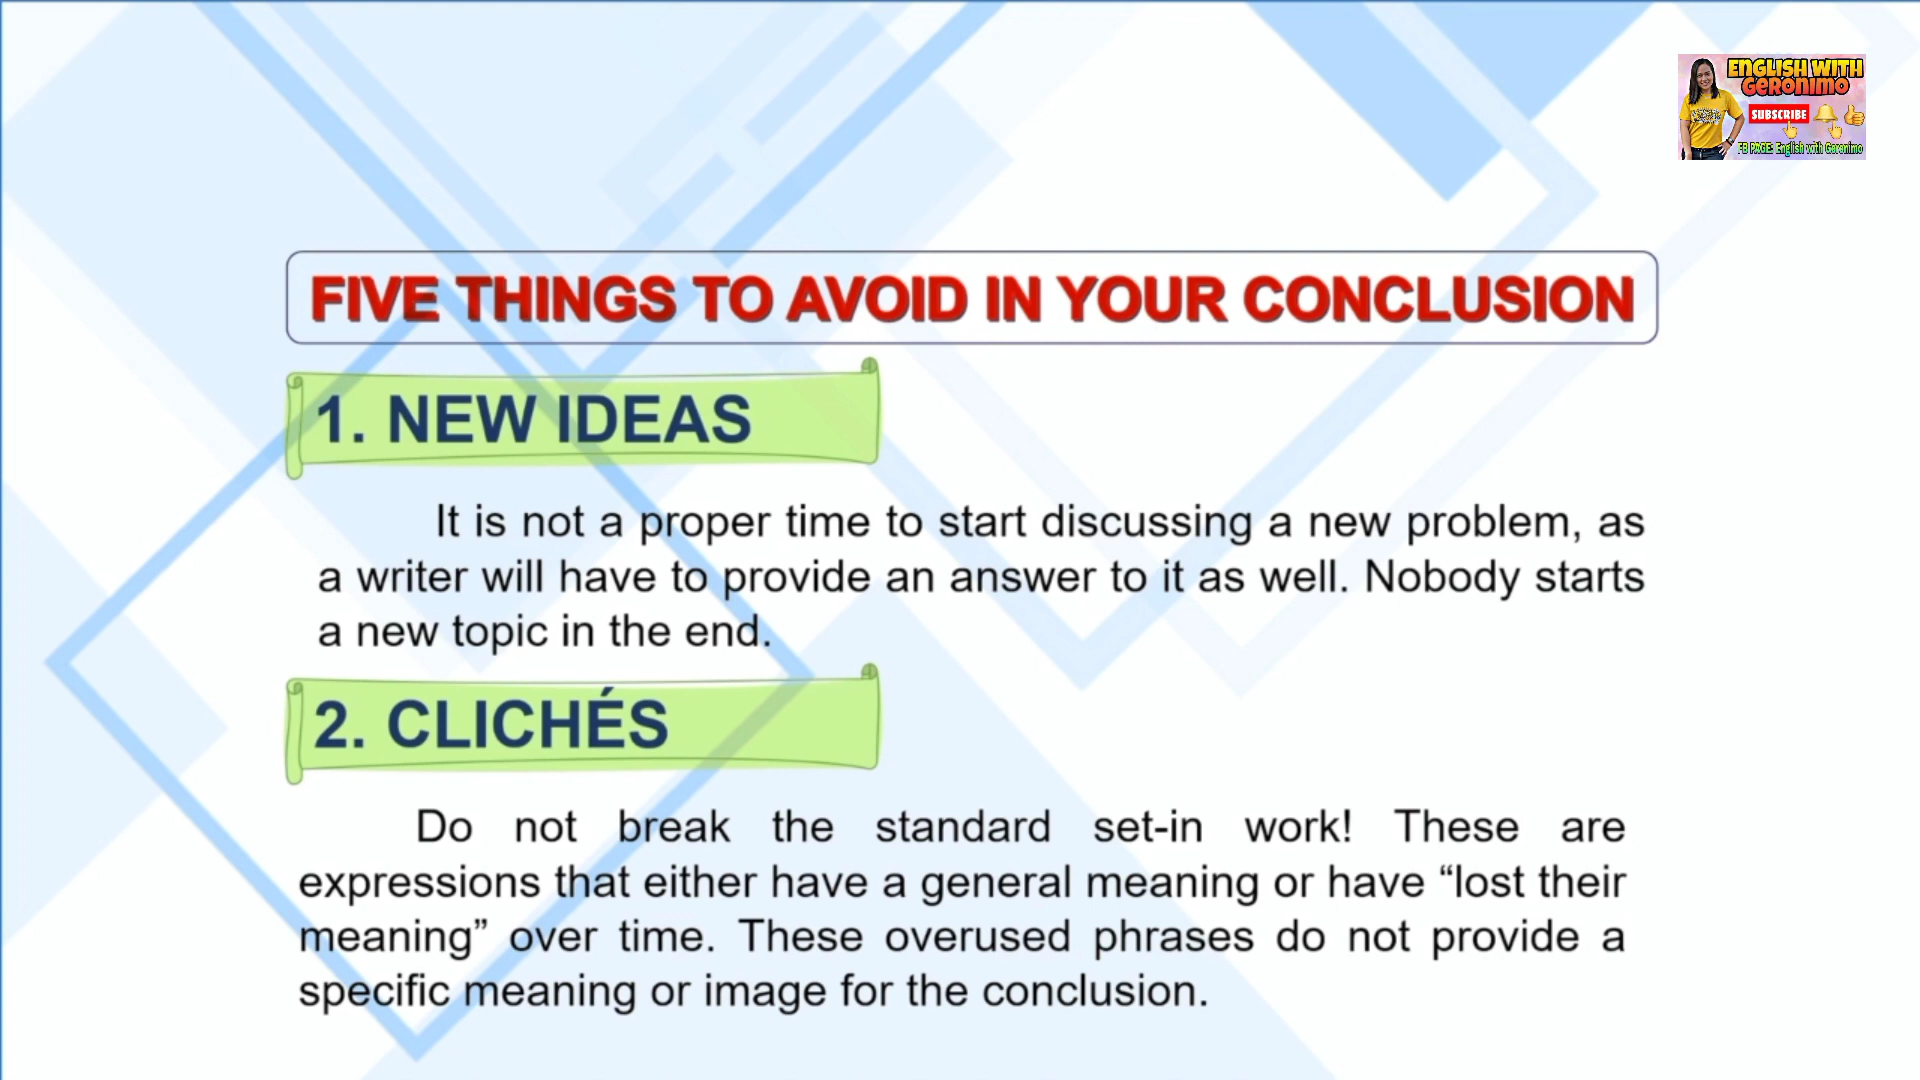 ENGLISH WITH
GERONIMO
SUBSCRIBE
FB PAGE: English with Geronimo
FIVE THINGS TO AVOID IN YOUR CONCLUSION
1. NEW IDEAS
It is not a proper time to start discussing a new problem, as
a writer will have to provide an answer to it as well. Nobody starts
a new topic in the end.
2. CLICHÉS
Do not break the standard set-in work! These are
expressions that either have a general meaning or have “lost their
meaning” over time. These overused phrases do not provide a
specific meaning or image for the conclusion.